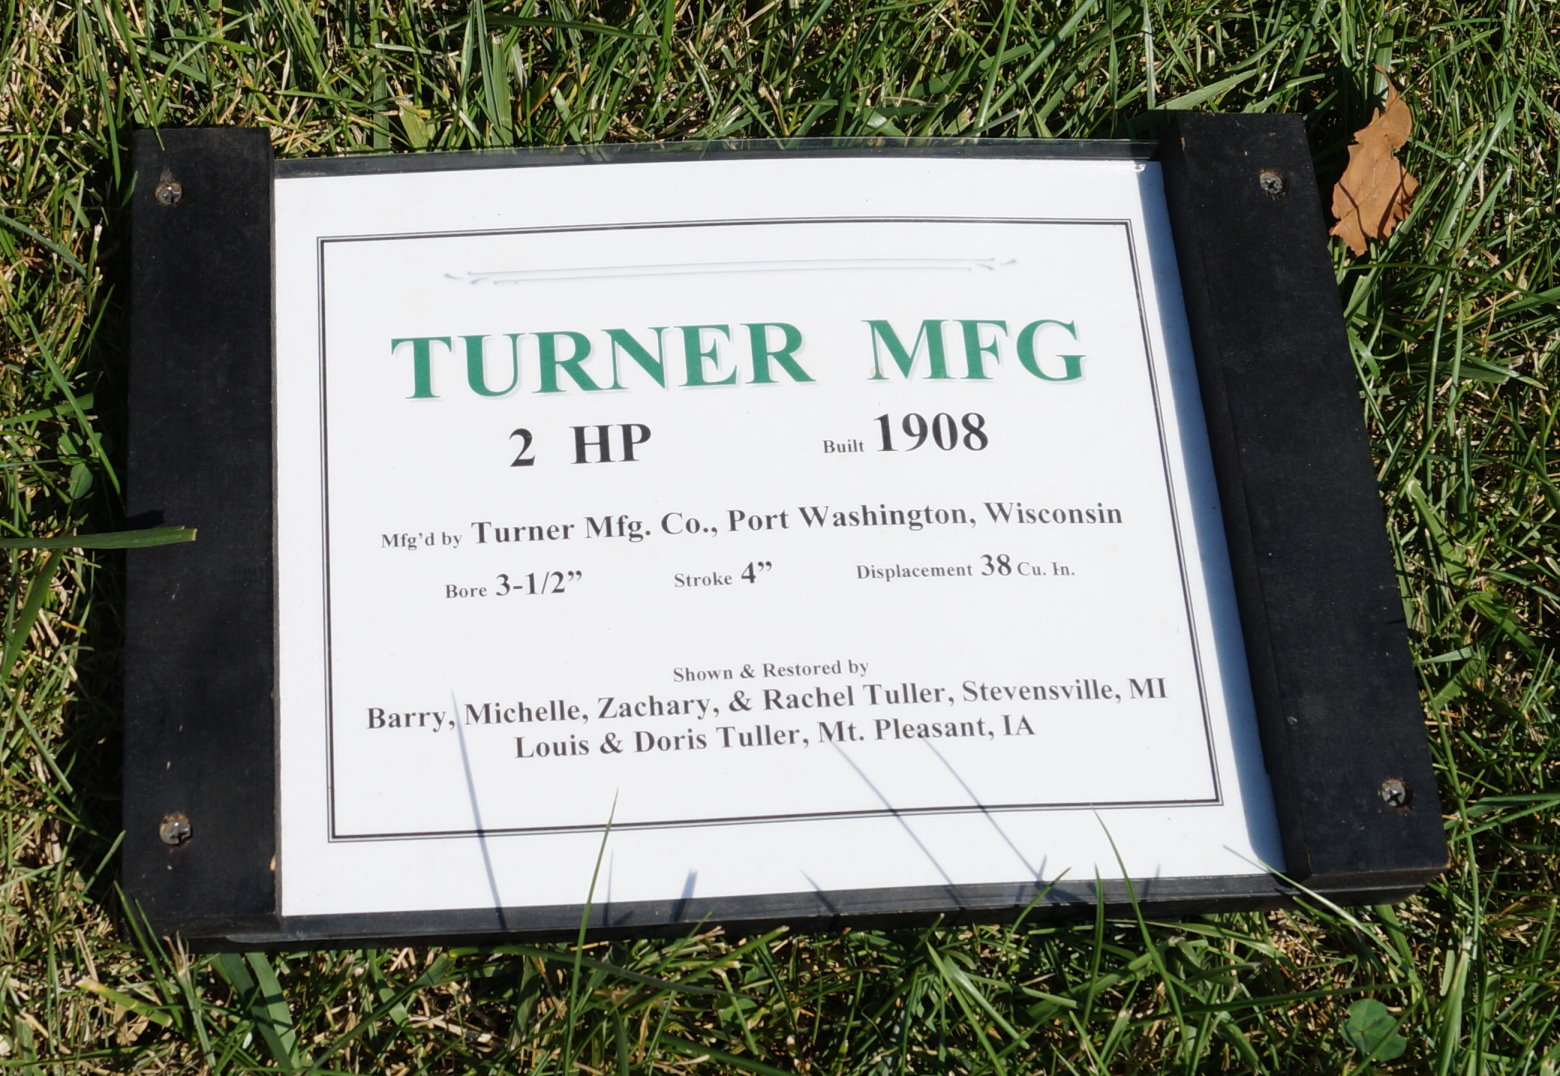 TURNER MFG
2 HP Built 1908
Mfg’d by Turner Mfg. Co., Port Washington, Wisconsin
Bore 3-1/2” Stroke 4” Displacement 38 Cu. In.
Shown & Restored by
Barry, Michelle, Zachary, & Rachel Tuller, Stevensville, MI
Louis & Doris Tuller, Mt. Pleasant, IA